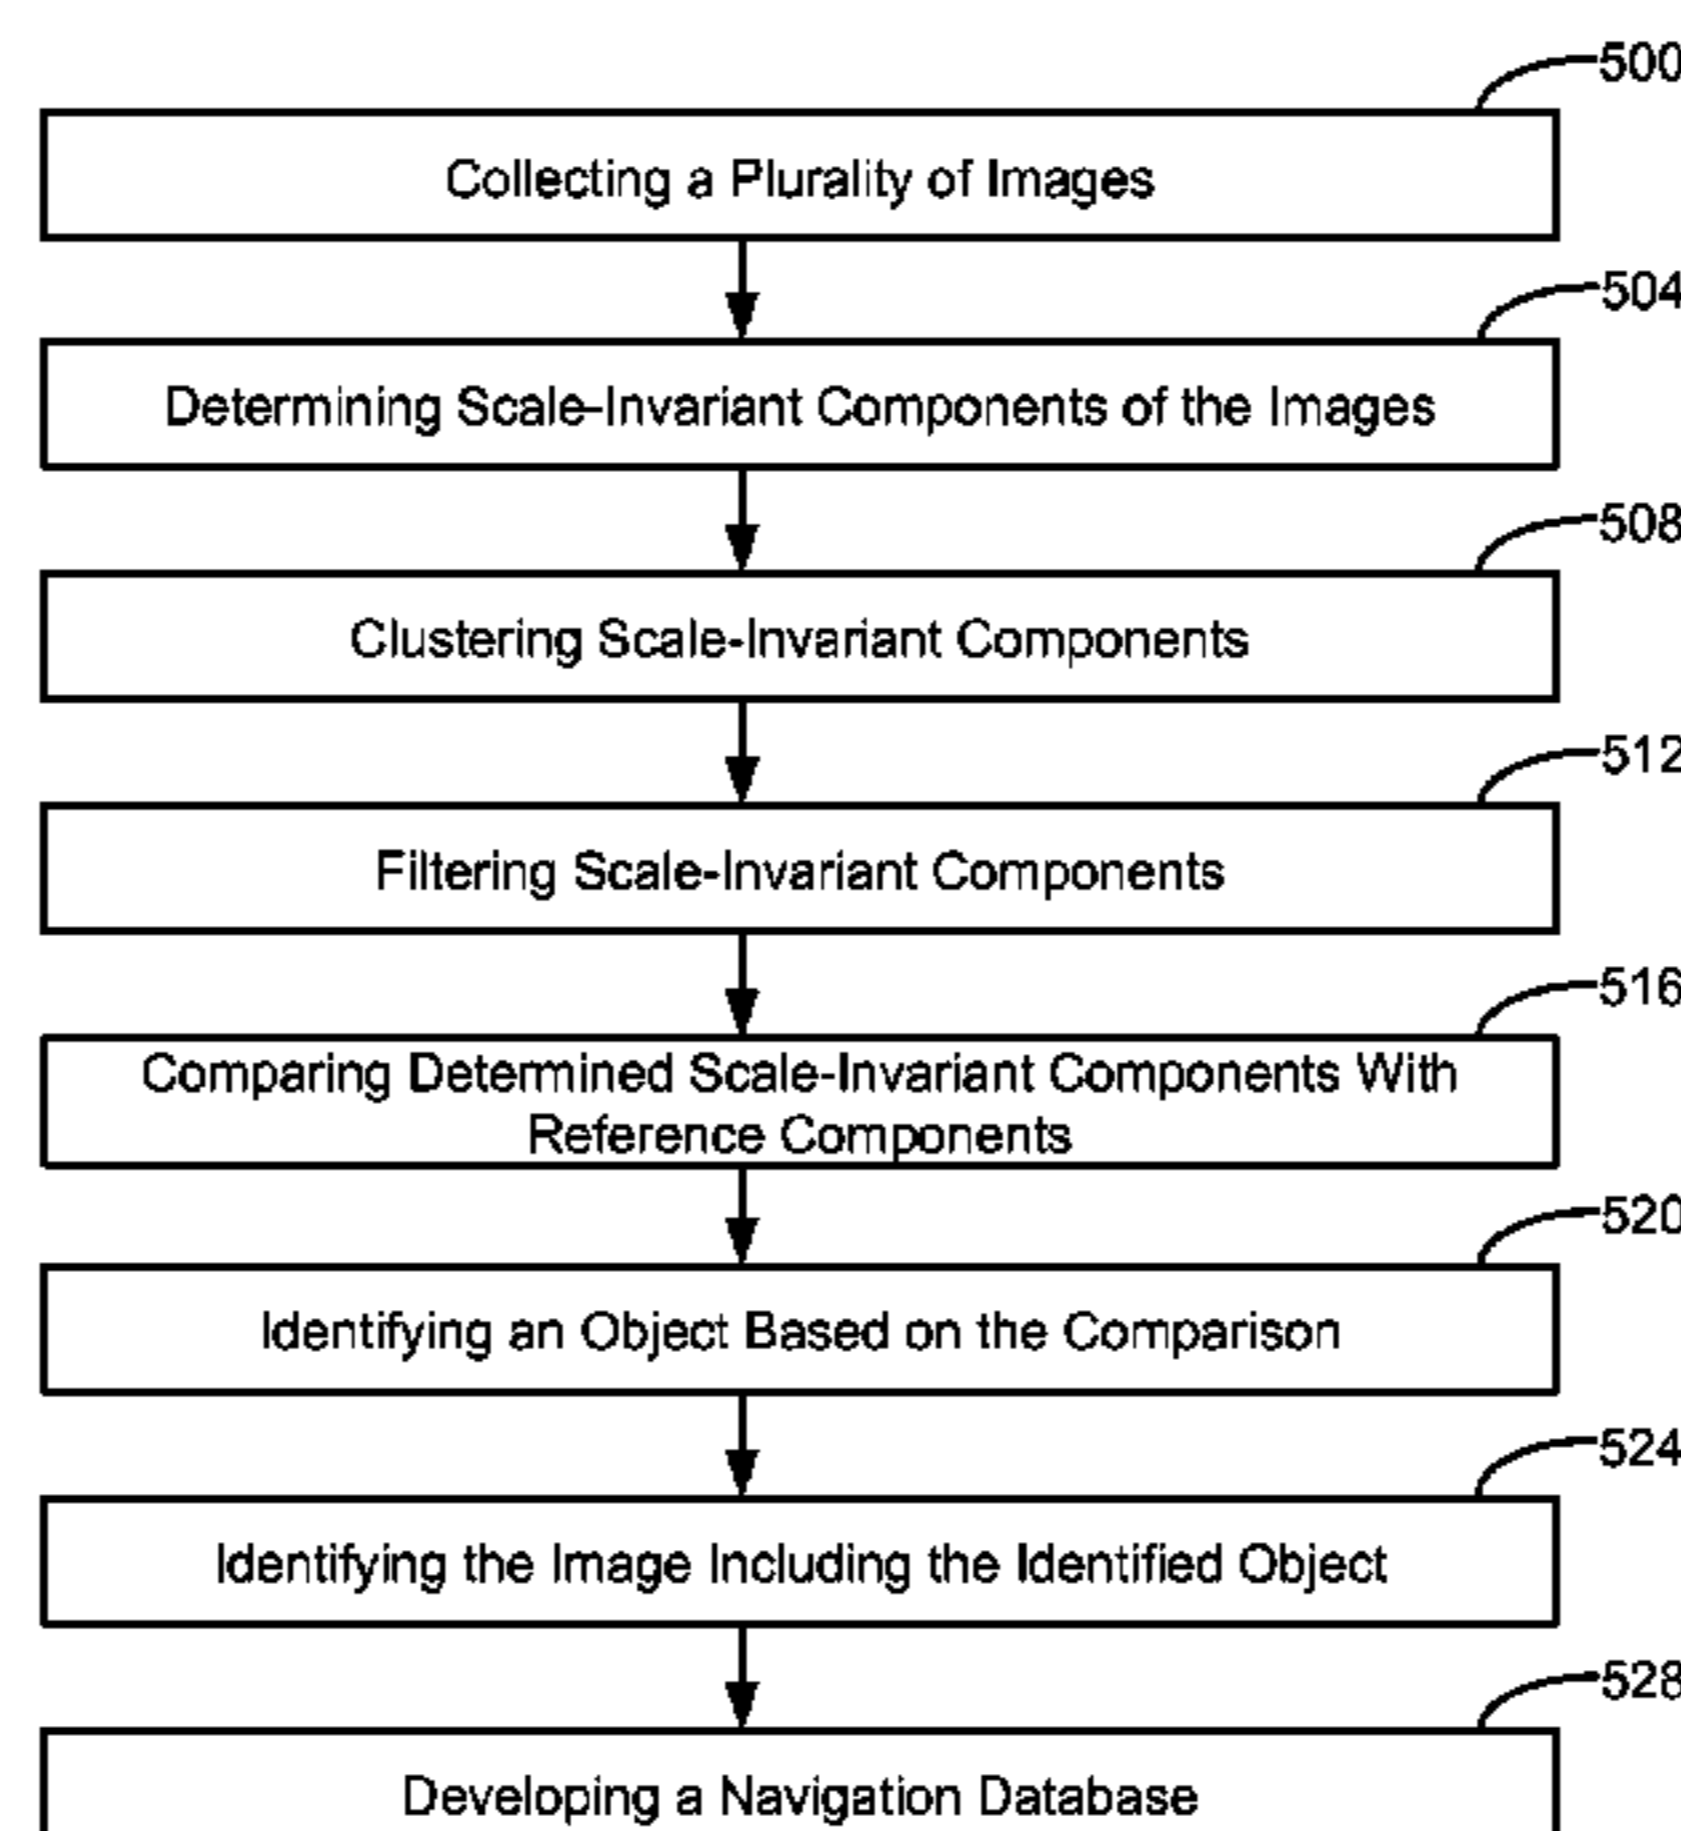 500
Collecting a Plurality of Images
504
Determining Scale-Invariant Components of the Images
508
Clustering Scale-Invariant Components
512
Filtering Scale-Invariant Components
516
Comparing Determined Scale-Invariant Components With
Reference Components
520
Identifying an Object Based on the Comparison
524
Identifying the Image Including the Identified Object
528
Developing a Navigation Database